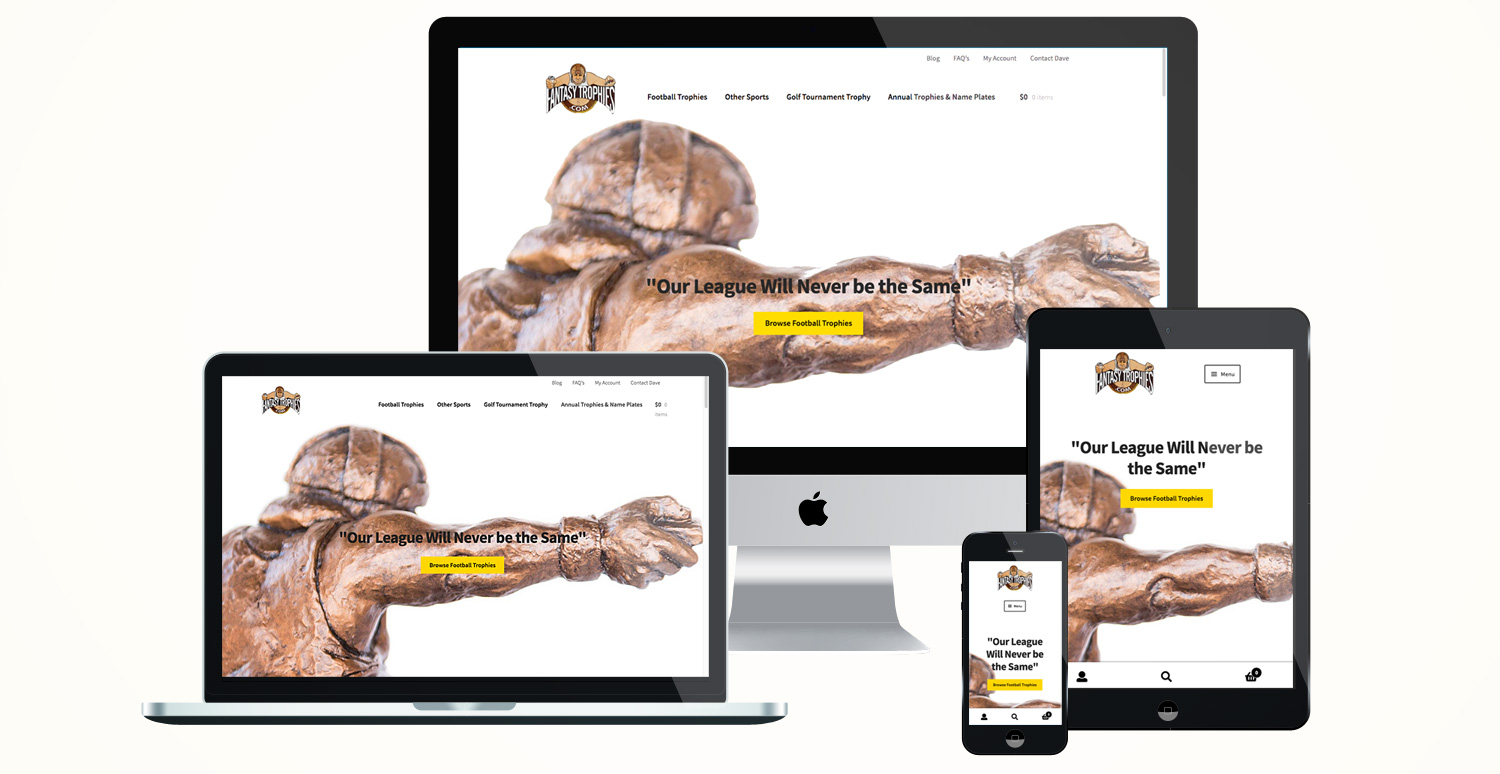 Blog FAQ's My Account Contact Dave
FANTASY TROPHIES
.COM
Football Trophies Other Sports Golf Tournament Trophy Annual Trophies & Name Plates $0 0 items
"Our League Will Never be the Same"
Browse Football Trophies
Blog FAQ's My Account Contact Dave
FANTASY TROPHIES
.COM
Football Trophies Other Sports Golf Tournament Trophy Annual Trophies & Name Plates $0 0
items
"Our League Will Never be the Same"
Browse Football Trophies
FANTASY TROPHIES
.COM
Menu
"Our League Will Never be
the Same"
Browse Football Trophies
0
FANTASY TROPHIES
.COM
Menu
"Our League
Will Never be
the Same"
Browse Football Trophies
0